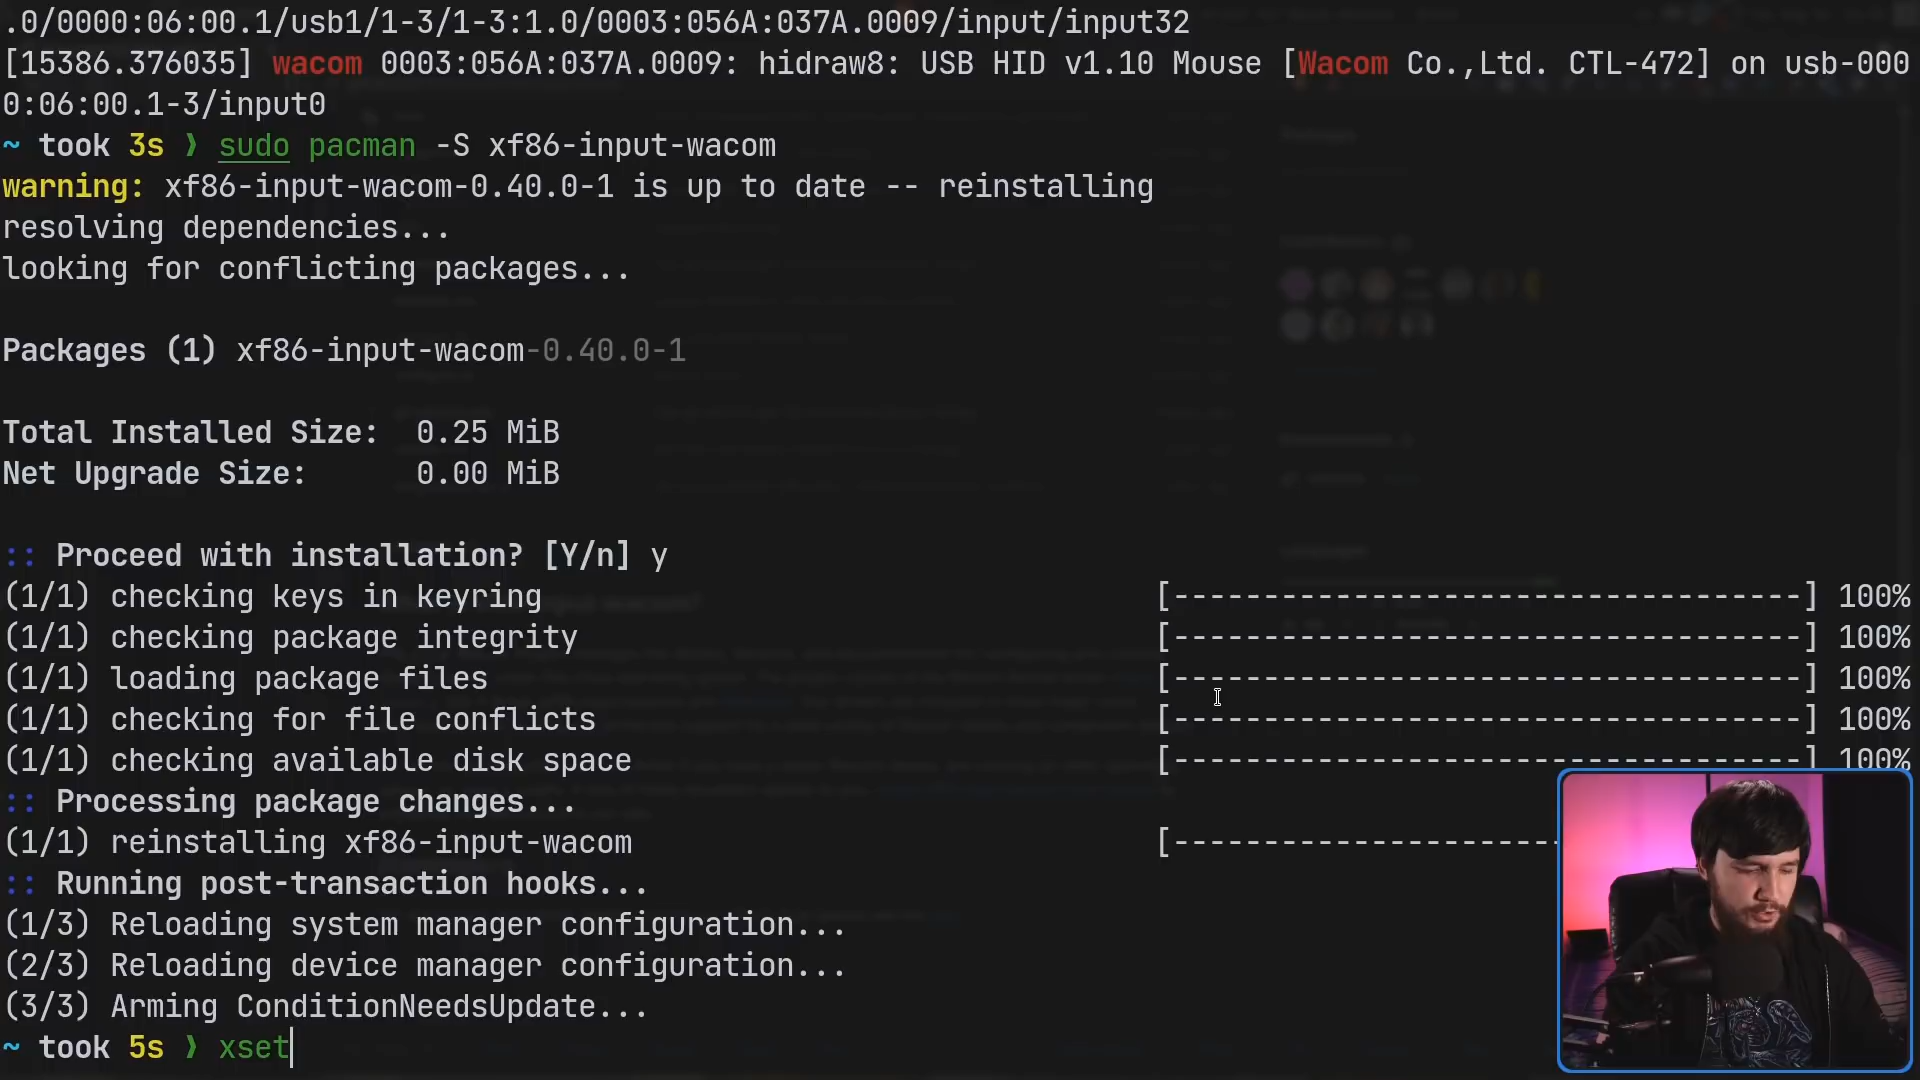 .0/0000:06:00.1/usb1/1-3/1-3:1.0/0003:056A:037A.0009/input/input32
[15386.376035] wacom 0003:056A:037A.0009: hidraw8: USB HID v1.10 Mouse [Wacom Co.,Ltd. CTL-472] on usb-000
0:06:00.1-3/input0
~ took 3s ❯ sudo pacman -S xf86-input-wacom
warning: xf86-input-wacom-0.40.0-1 is up to date -- reinstalling
resolving dependencies...
looking for conflicting packages...
Packages (1) xf86-input-wacom-0.40.0-1
Total Installed Size:  0.25 MiB
Net Upgrade Size:      0.00 MiB
:: Proceed with installation? [Y/n] y
(1/1) checking keys in keyring [-----------------------------------] 100%
(1/1) checking package integrity [-----------------------------------] 100%
(1/1) loading package files [-----------------------------------] 100%
(1/1) checking for file conflicts [-----------------------------------] 100%
(1/1) checking available disk space [-----------------------------------] 100%
:: Processing package changes...
(1/1) reinstalling xf86-input-wacom [----------------------
:: Running post-transaction hooks...
(1/3) Reloading system manager configuration...
(2/3) Reloading device manager configuration...
(3/3) Arming ConditionNeedsUpdate...
~ took 5s ❯ xset